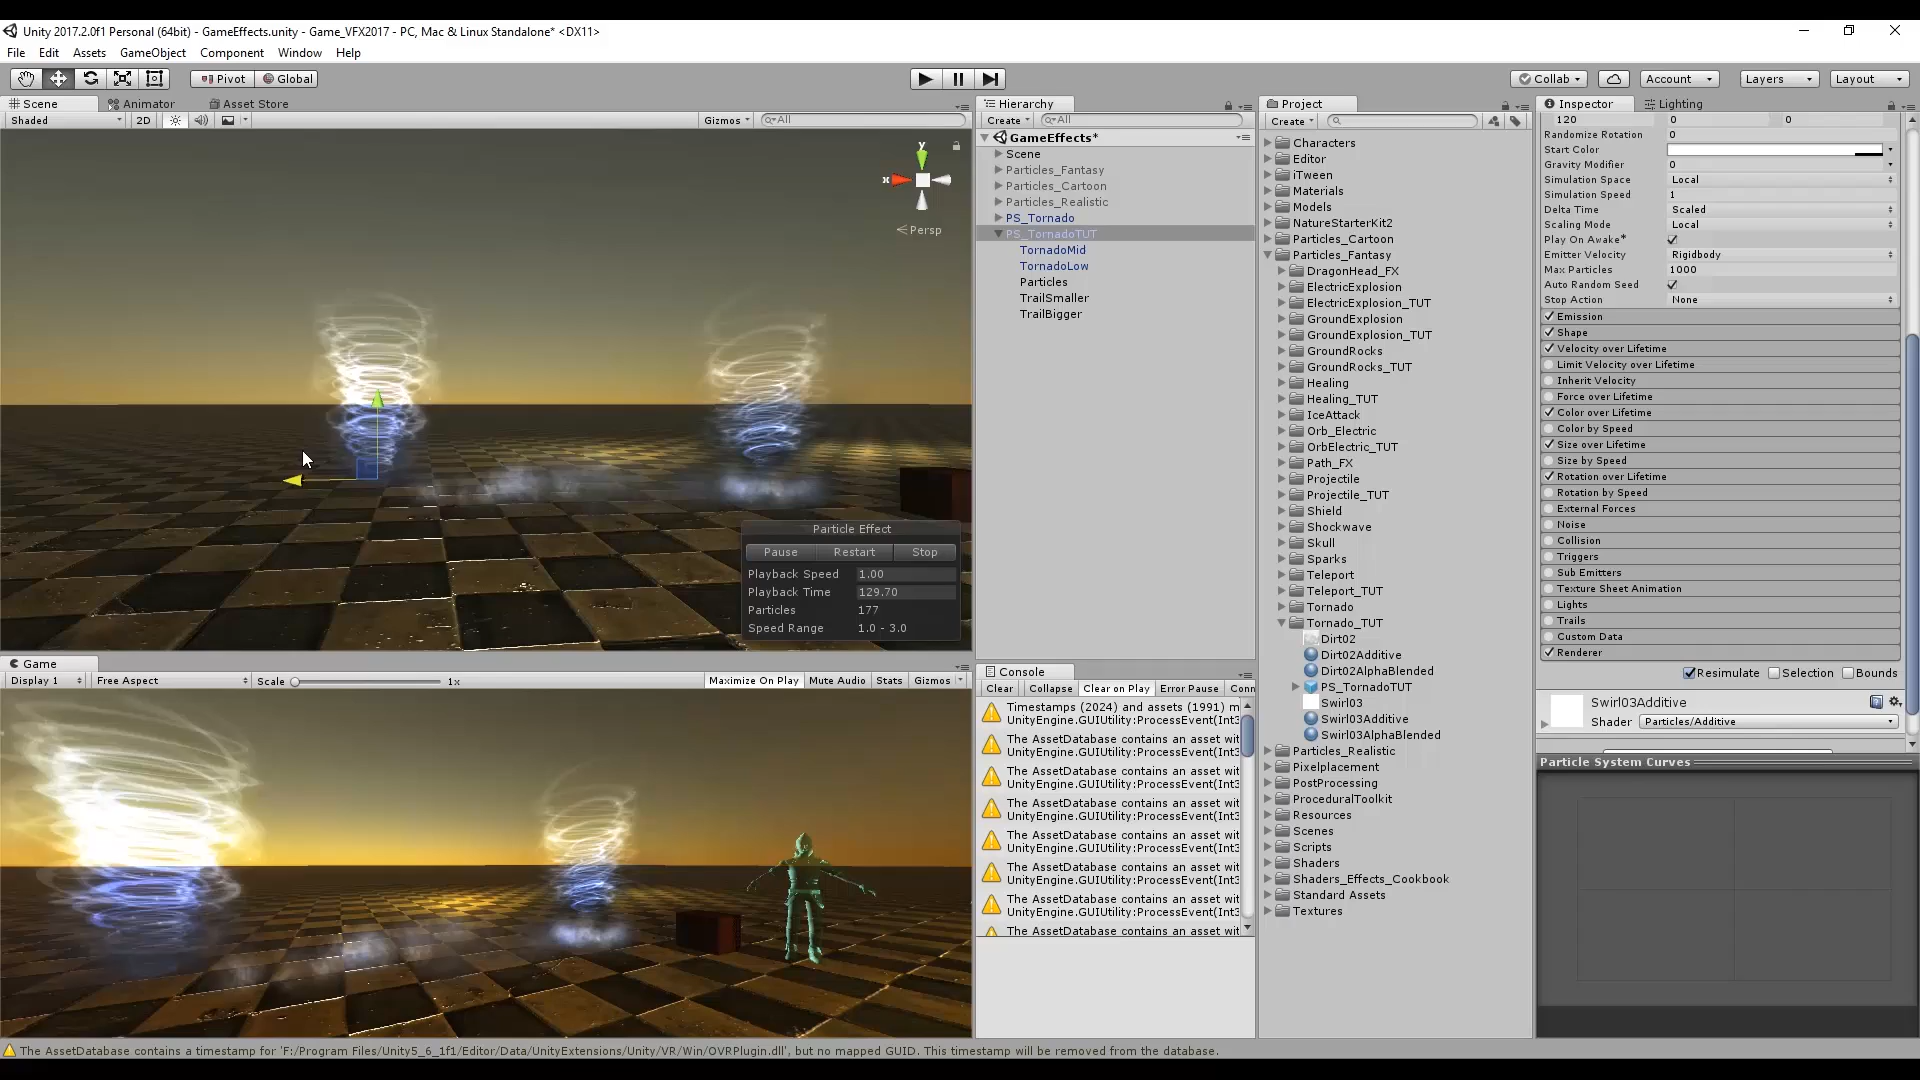 Unity 2017.2.0f1 Personal (64bit) - GameEffects.unity - Game_VFX2017 - PC, Mac & Linux Standalone* <DX11>
File Edit Assets GameObject Component Window Help
Pivot Global Collab Account Layers Layout
Scene Animator Asset Store
Shaded 2D Gizmos All
y
x
Persp
Particle Effect
Pause Restart Stop
Playback Speed 1.00
Playback Time 129.70
Particles 177
Speed Range 1.0 - 3.0
Game
Display 1 Free Aspect Scale 1x Maximize On Play Mute Audio Stats Gizmos
Hierarchy
Create All
GameEffects*
Scene
Particles_Fantasy
Particles_Cartoon
Particles_Realistic
PS_Tornado
PS_TornadoTUT
TornadoMid
TornadoLow
Particles
TrailSmaller
TrailBigger
Console
Clear Collapse Clear on Play Error Pause Conn
Timestamps (2024) and assets (1991) m
UnityEngine.GUIUtility:ProcessEvent(Int3
The AssetDatabase contains an asset wit
UnityEngine.GUIUtility:ProcessEvent(Int3
The AssetDatabase contains an asset wit
UnityEngine.GUIUtility:ProcessEvent(Int3
The AssetDatabase contains an asset wit
UnityEngine.GUIUtility:ProcessEvent(Int3
The AssetDatabase contains an asset wit
UnityEngine.GUIUtility:ProcessEvent(Int3
The AssetDatabase contains an asset wit
UnityEngine.GUIUtility:ProcessEvent(Int3
The AssetDatabase contains an asset wit
UnityEngine.GUIUtility:ProcessEvent(Int3
The AssetDatabase contains an asset wit
Project
Create
Characters
Editor
iTween
Materials
Models
NatureStarterKit2
Particles_Cartoon
Particles_Fantasy
DragonHead_FX
ElectricExplosion
ElectricExplosion_TUT
GroundExplosion
GroundExplosion_TUT
GroundRocks
GroundRocks_TUT
Healing
Healing_TUT
IceAttack
Orb_Electric
OrbElectric_TUT
Path_FX
Projectile
Projectile_TUT
Shield
Shockwave
Skull
Sparks
Teleport
Teleport_TUT
Tornado
Tornado_TUT
Dirt02
Dirt02Additive
Dirt02AlphaBlended
PS_TornadoTUT
Swirl03
Swirl03Additive
Swirl03AlphaBlended
Particles_Realistic
Pixelplacement
PostProcessing
ProceduralToolkit
Resources
Scenes
Scripts
Shaders
Shaders_Effects_Cookbook
Standard Assets
Textures
Inspector Lighting
120 0 0
Randomize Rotation 0
Start Color
Gravity Modifier 0
Simulation Space Local
Simulation Speed 1
Delta Time Scaled
Scaling Mode Local
Play On Awake*
Emitter Velocity Rigidbody
Max Particles 1000
Auto Random Seed
Stop Action None
Emission
Shape
Velocity over Lifetime
Limit Velocity over Lifetime
Inherit Velocity
Force over Lifetime
Color over Lifetime
Color by Speed
Size over Lifetime
Size by Speed
Rotation over Lifetime
Rotation by Speed
External Forces
Noise
Collision
Triggers
Sub Emitters
Texture Sheet Animation
Lights
Trails
Custom Data
Renderer
Resimulate Selection Bounds
Swirl03Additive
Shader Particles/Additive
Particle System Curves
The AssetDatabase contains a timestamp for 'F:/Program Files/Unity5_6_1f1/Editor/Data/UnityExtensions/Unity/VR/Win/OVRPlugin.dll', but no mapped GUID. This timestamp will be removed from the database.